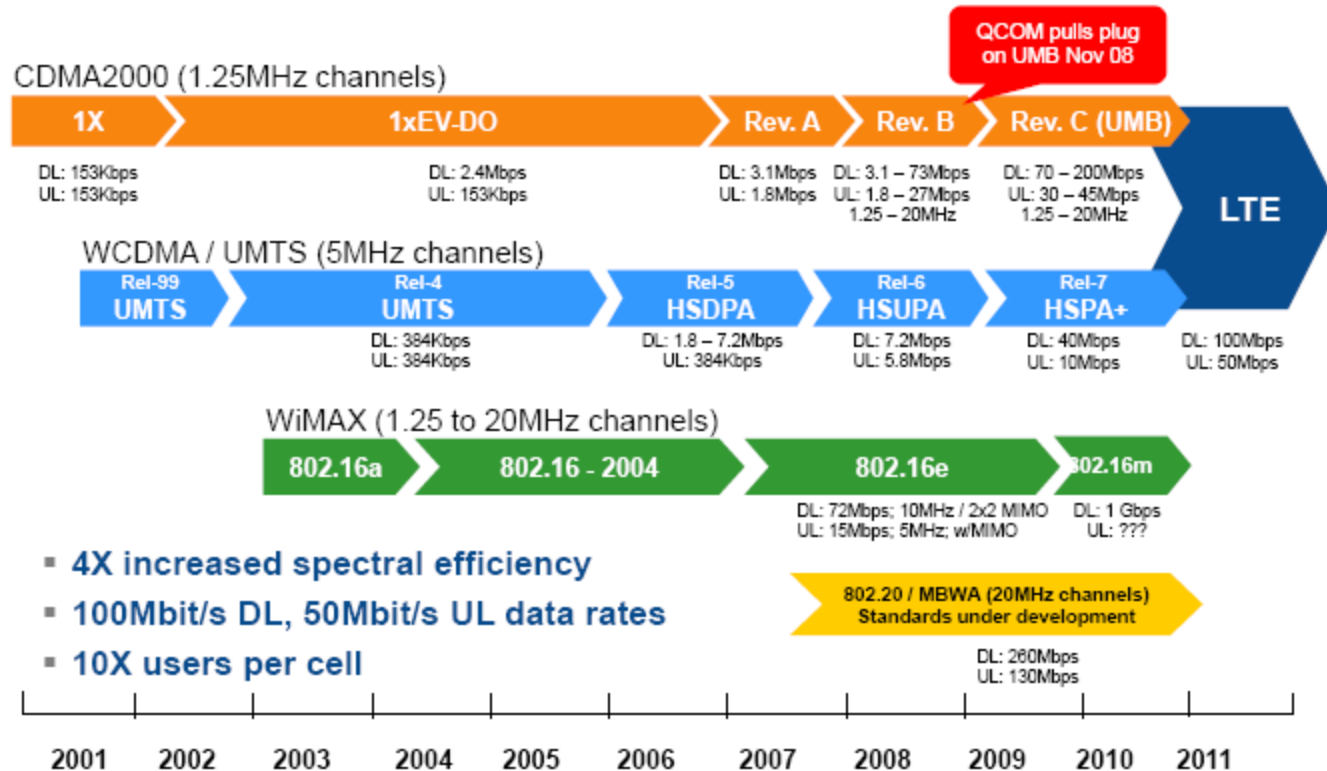 QCOM pulls plug
on UMB Nov 08
CDMA2000 (1.25MHz channels)
1X
1xEV-DO
Rev. A
Rev. B
Rev. C (UMB)
DL: 153Kbps
UL: 153Kbps
DL: 2.4Mbps
UL: 153Kbps
DL: 3.1Mbps
UL: 1.8Mbps
DL: 3.1 – 73Mbps
UL: 1.8 – 27Mbps
1.25 – 20MHz
DL: 70 – 200Mbps
UL: 30 – 45Mbps
1.25 – 20MHz
LTE
WCDMA / UMTS (5MHz channels)
Rel-99
UMTS
Rel-4
UMTS
Rel-5
HSDPA
Rel-6
HSUPA
Rel-7
HSPA+
DL: 384Kbps
UL: 384Kbps
DL: 1.8 – 7.2Mbps
UL: 384Kbps
DL: 7.2Mbps
UL: 5.8Mbps
DL: 40Mbps
UL: 10Mbps
DL: 100Mbps
UL: 50Mbps
WiMAX (1.25 to 20MHz channels)
802.16a
802.16 - 2004
802.16e
802.16m
DL: 72Mbps; 10MHz / 2x2 MIMO
UL: 15Mbps; 5MHz; w/MIMO
DL: 1 Gbps
UL: ???
▪ 4X increased spectral efficiency
▪ 100Mbit/s DL, 50Mbit/s UL data rates
▪ 10X users per cell
802.20 / MBWA (20MHz channels)
Standards under development
DL: 260Mbps
UL: 130Mbps
2001 2002 2003 2004 2005 2006 2007 2008 2009 2010 2011